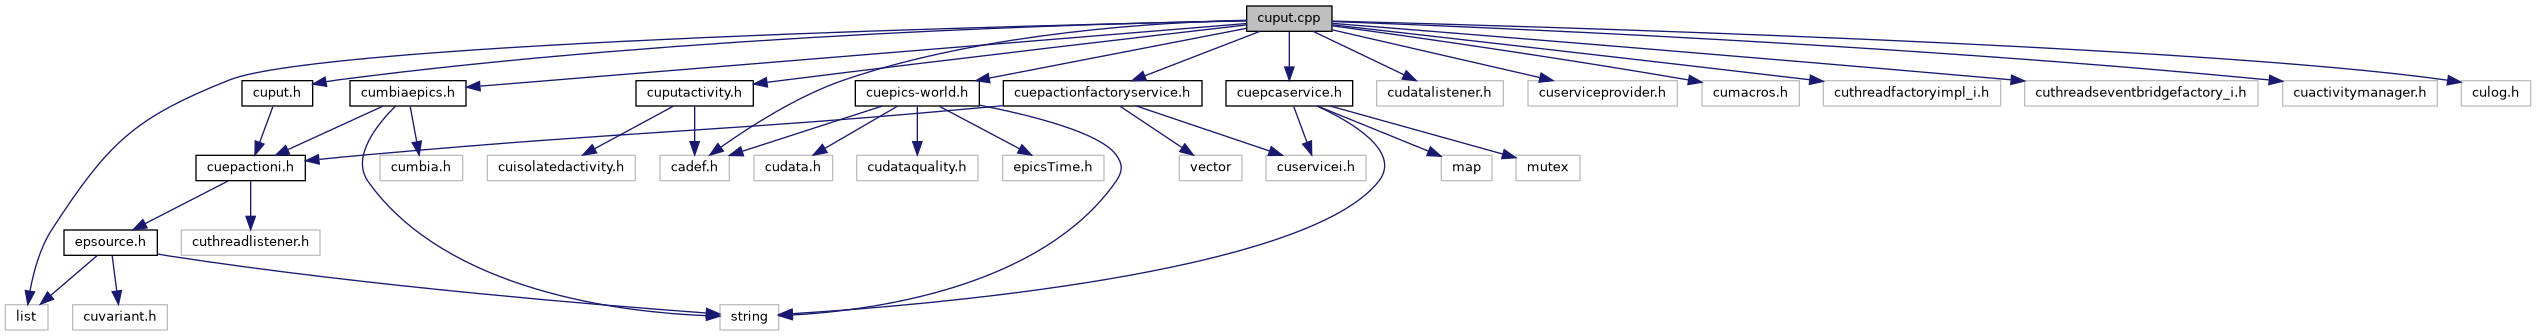 cuput.cpp
cuput.h
cumbiaepics.h
cuputactivity.h
cuepics-world.h
cuepactionfactoryservice.h
cuepcaservice.h
cudatalistener.h
cuserviceprovider.h
cumacros.h
cuthreadfactoryimpl_i.h
cuthreadseventbridgefactory_i.h
cuactivitymanager.h
culog.h
cuepactioni.h
cumbia.h
cuisolatedactivity.h
cadef.h
cudata.h
cudataquality.h
epicsTime.h
vector
cuservicei.h
map
mutex
epsource.h
cuthreadlistener.h
list
cuvariant.h
string